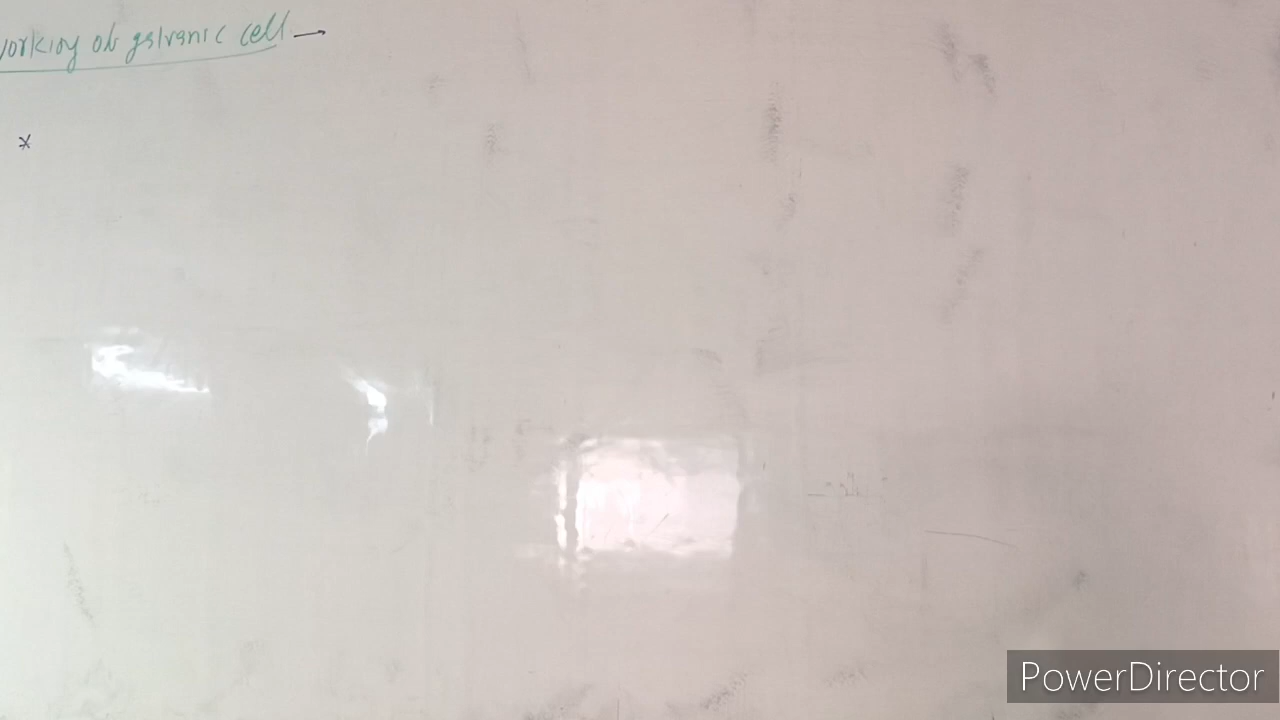 working of galvanic cell →
*
PowerDirector